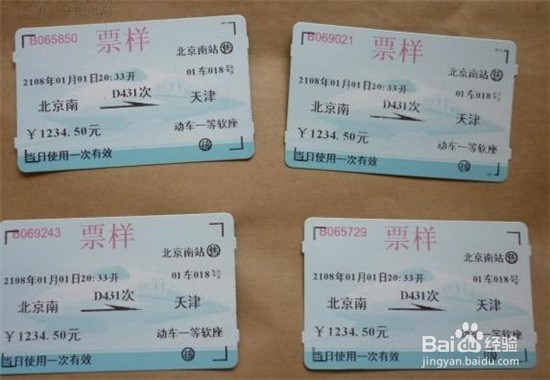 B065850 票样
北京南站 售
2108年01月01日20:33开 01车018号
北京南 D431次 天津
￥1234.50元 动车一等软座
当日使用一次有效
B069021 票样
北京南站 售
2108年01月01日20:33开 01车018号
北京南 D431次 天津
￥1234.50元 动车一等软座
当日使用一次有效
B069243 票样
北京南站 售
2108年01月01日20:33开 01车018号
北京南 D431次 天津
￥1234.50元 动车一等软座
当日使用一次有效
B065729 票样
北京南站 售
2108年01月01日20:33开 01车018号
北京南 D431次 天津
￥1234.50元 一等软座
当日使用一次有效
Baidu 百度 经验
jingyan.baidu.com